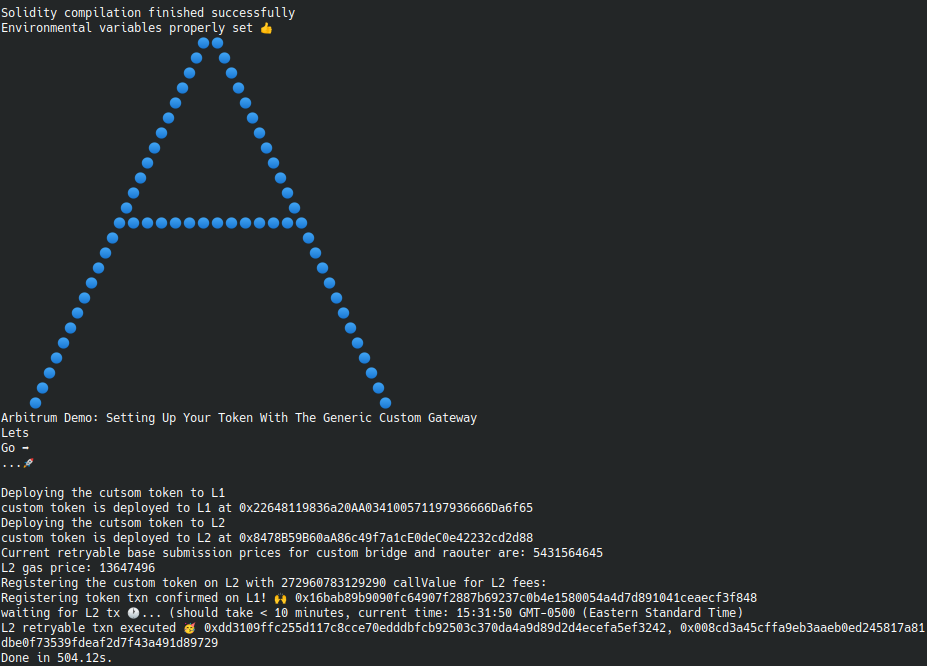 Solidity compilation finished successfully
Environmental variables properly set 👍
Arbitrum Demo: Setting Up Your Token With The Generic Custom Gateway
Lets
Go ➡
...🚀
Deploying the cutsom token to L1
custom token is deployed to L1 at 0x22648119836a20AA034100571197936666Da6f65
Deploying the cutsom token to L2
custom token is deployed to L2 at 0x8478B59B60aA86c49f7a1cE0deC0e42232cd2d88
Current retryable base submission prices for custom bridge and raouter are: 5431564645
L2 gas price: 13647496
Registering the custom token on L2 with 272960783129290 callValue for L2 fees:
Registering token txn confirmed on L1! 🙌 0x16bab89b9090fc64907f2887b69237c0b4e1580054a4d7d891041ceaecf3f848
waiting for L2 tx 🕐... (should take < 10 minutes, current time: 15:31:50 GMT-0500 (Eastern Standard Time)
L2 retryable txn executed 🥳 0xdd3109ffc255d117c8cce70edddbfcb92503c370da4a9d89d2d4ecefa5ef3242, 0x008cd3a45cffa9eb3aaeb0ed245817a81
dbe0f73539fdeaf2d7f43a491d89729
Done in 504.12s.